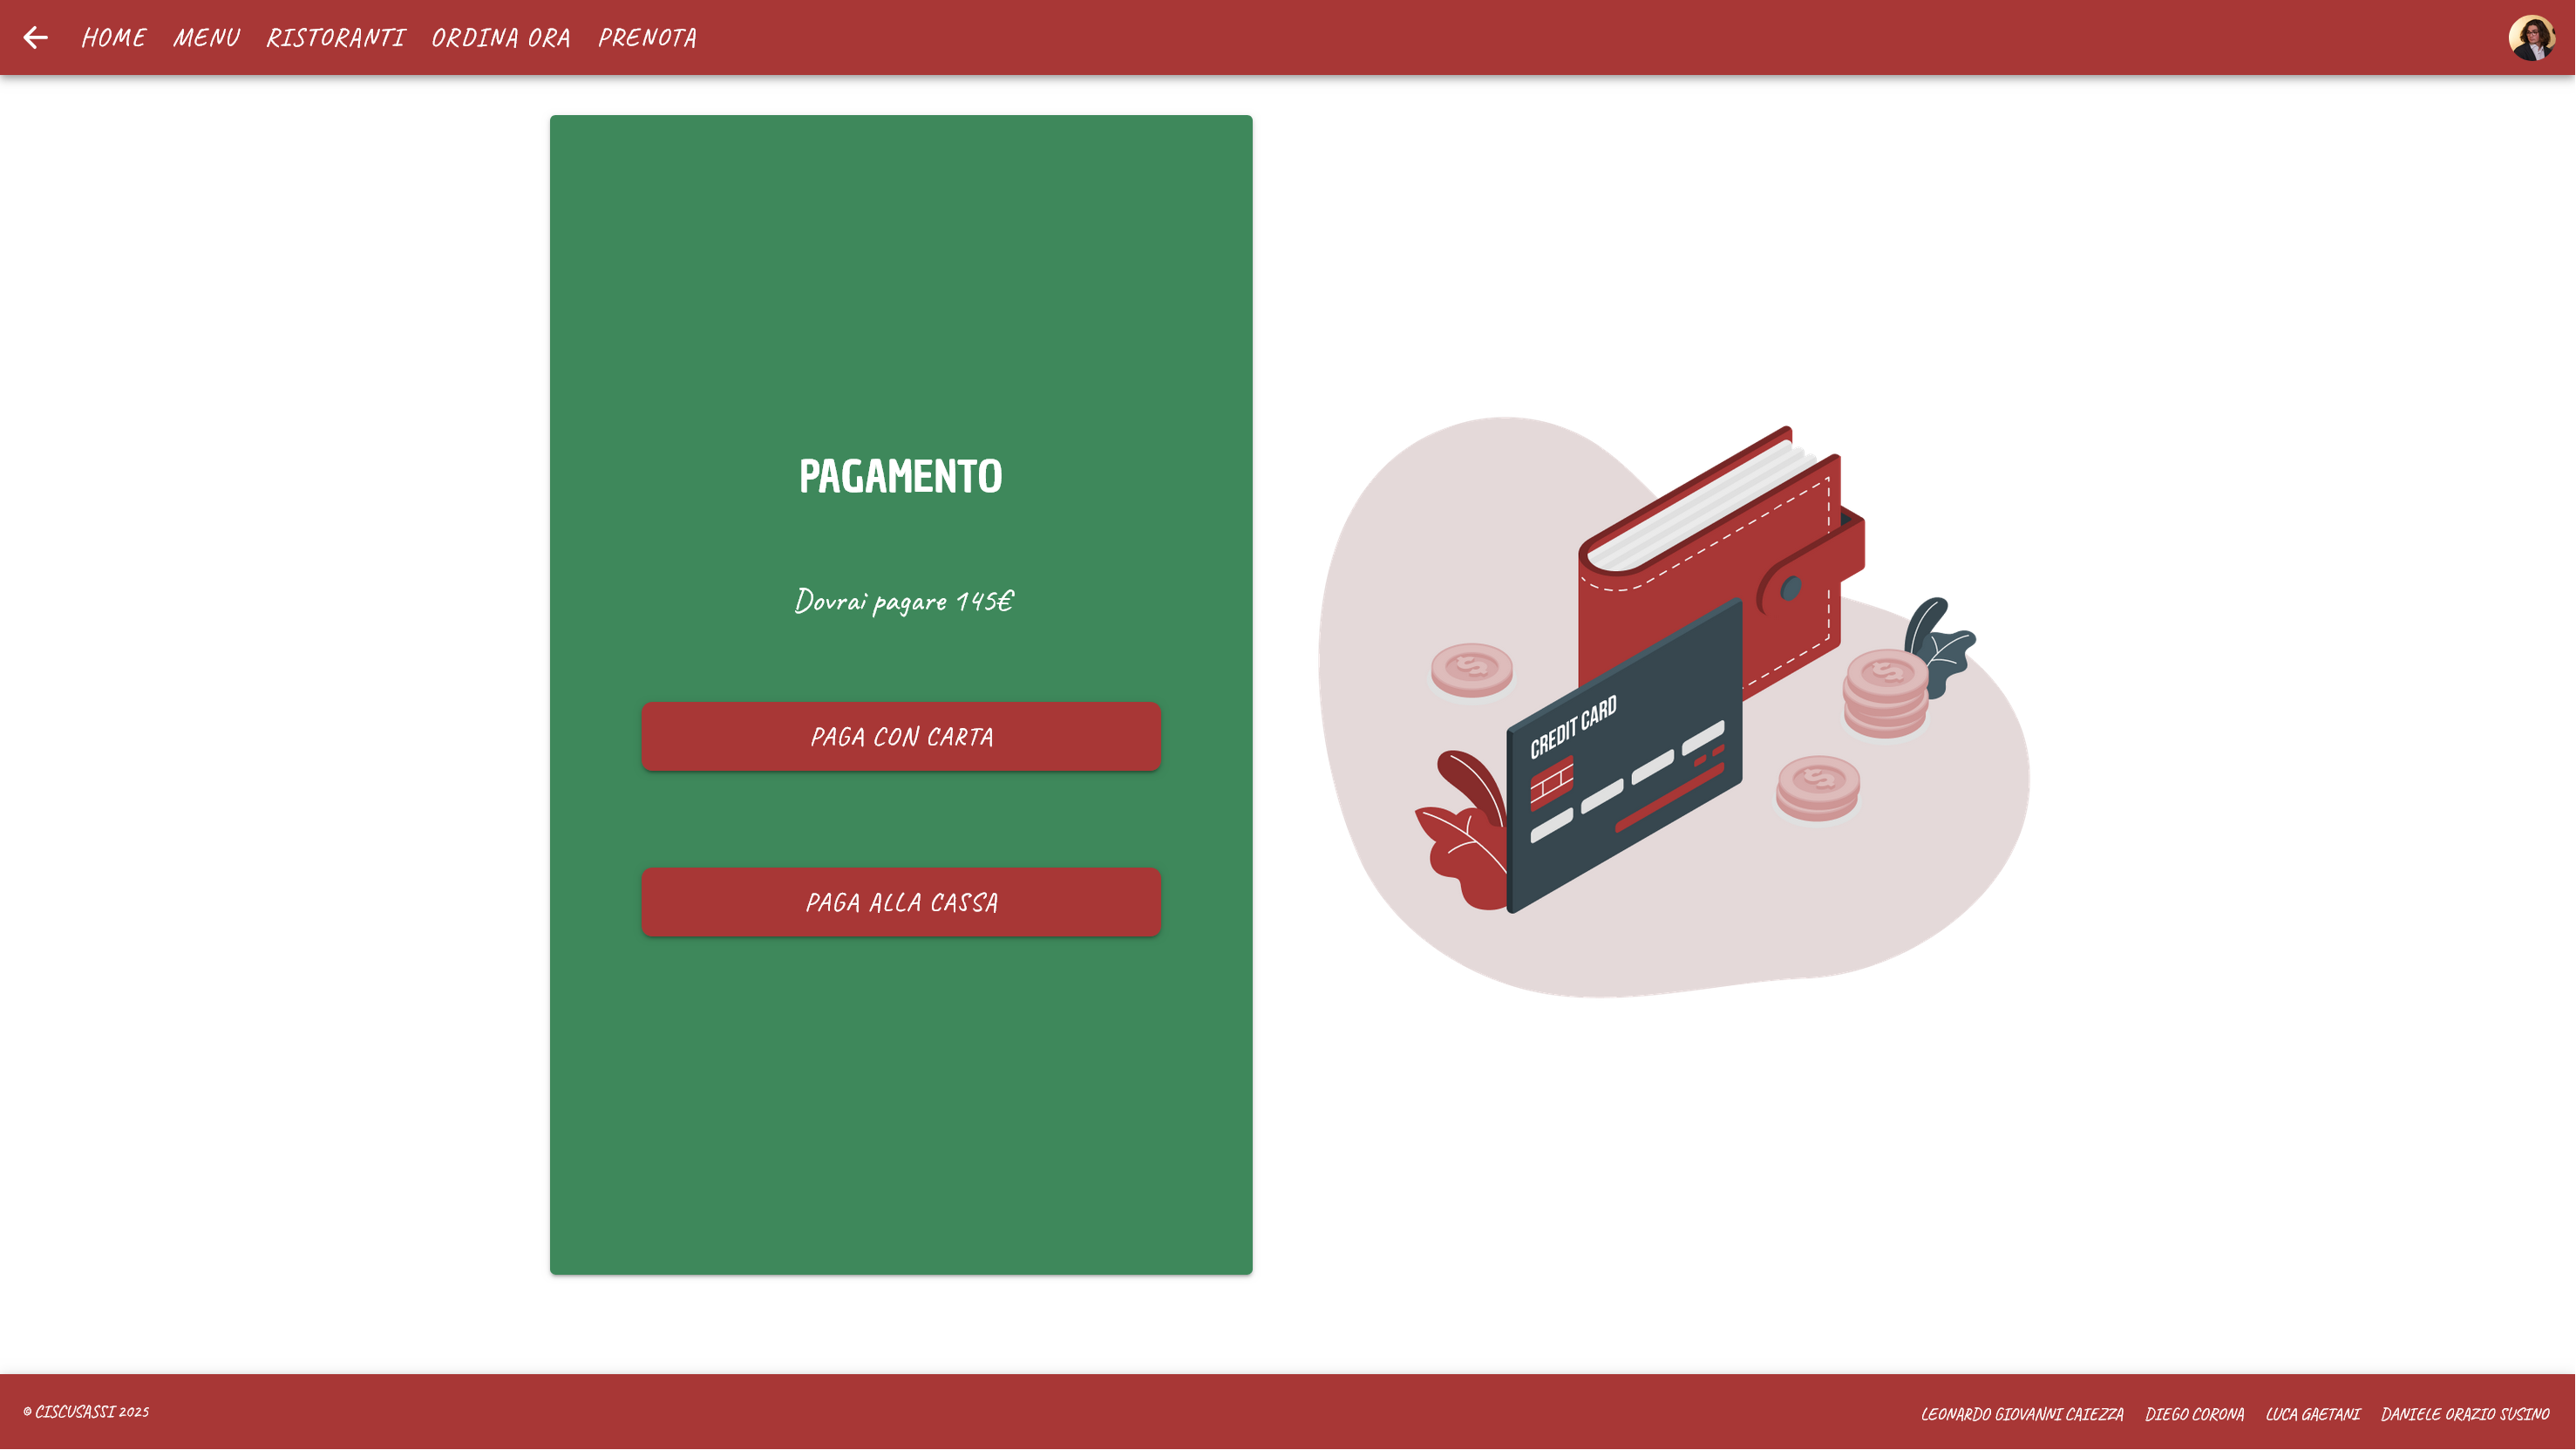 HOME MENU RISTORANTI ORDINA ORA PRENOTA
PAGAMENTO
Dovrai pagare 145€
PAGA CON CARTA
PAGA ALLA CASSA
CREDIT CARD
© CISCUSASSI 2025
LEONARDO GIOVANNI CAIEZZA DIEGO CORONA LUCA GAETANI DANIELE ORAZIO SUSINO